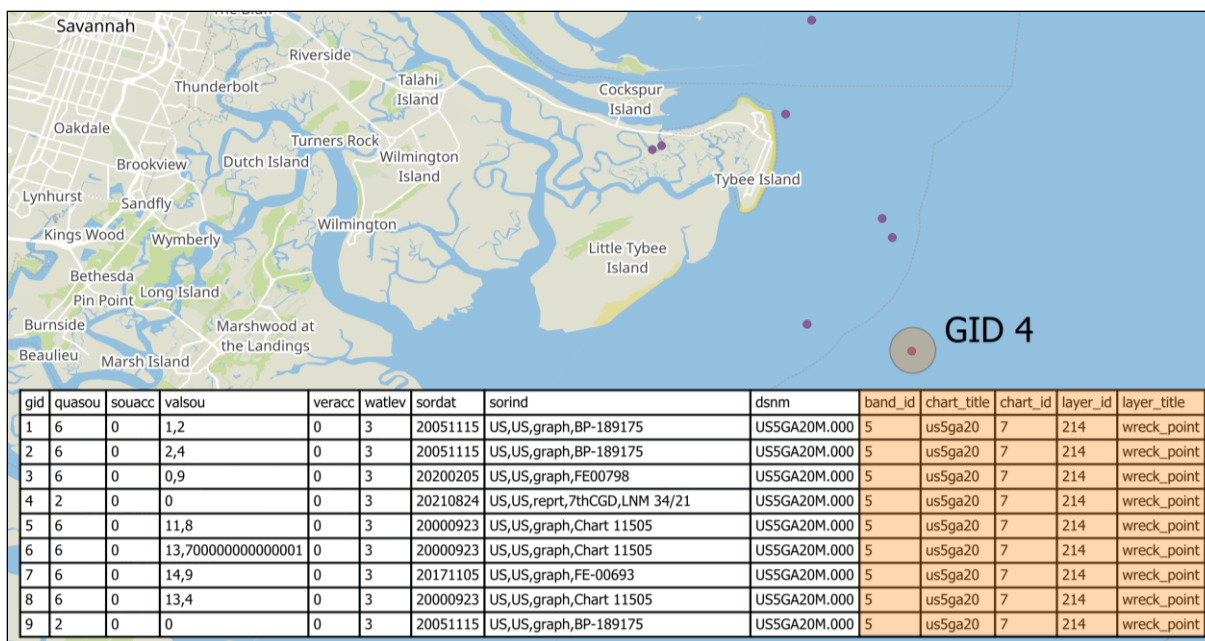 The Bluff
Savannah
Riverside
Talahi
Island
Thunderbolt
Cockspur
Island
Oakdale
Turners Rock
Wilmington
Island
Brookview
Dutch Island
Tybee Island
Lynhurst
Sandfly
Wilmington
Kings Wood
Wymberly
Little Tybee
Island
Bethesda
Pin Point
Long Island
Burnside
Marshwood at
the Landings
Beaulieu
Marsh Island
GID 4
gid quasou souacc valsou veracc watlev sordat sorind dsnm band_id chart_title chart_id layer_id layer_title
1 6 0 1,2 0 3 20051115 US,US,graph,BP-189175 US5GA20M.000 5 us5ga20 7 214 wreck_point
2 6 0 2,4 0 3 20051115 US,US,graph,BP-189175 US5GA20M.000 5 us5ga20 7 214 wreck_point
3 6 0 0,9 0 3 20200205 US,US,graph,FE00798 US5GA20M.000 5 us5ga20 7 214 wreck_point
4 2 0 0 0 3 20210824 US,US,reprt,7thCGD,LNM 34/21 US5GA20M.000 5 us5ga20 7 214 wreck_point
5 6 0 11,8 0 3 20000923 US,US,graph,Chart 11505 US5GA20M.000 5 us5ga20 7 214 wreck_point
6 6 0 13,700000000000001 0 3 20000923 US,US,graph,Chart 11505 US5GA20M.000 5 us5ga20 7 214 wreck_point
7 6 0 14,9 0 3 20171105 US,US,graph,FE-00693 US5GA20M.000 5 us5ga20 7 214 wreck_point
8 6 0 13,4 0 3 20000923 US,US,graph,Chart 11505 US5GA20M.000 5 us5ga20 7 214 wreck_point
9 2 0 0 0 3 20051115 US,US,graph,BP-189175 US5GA20M.000 5 us5ga20 7 214 wreck_point